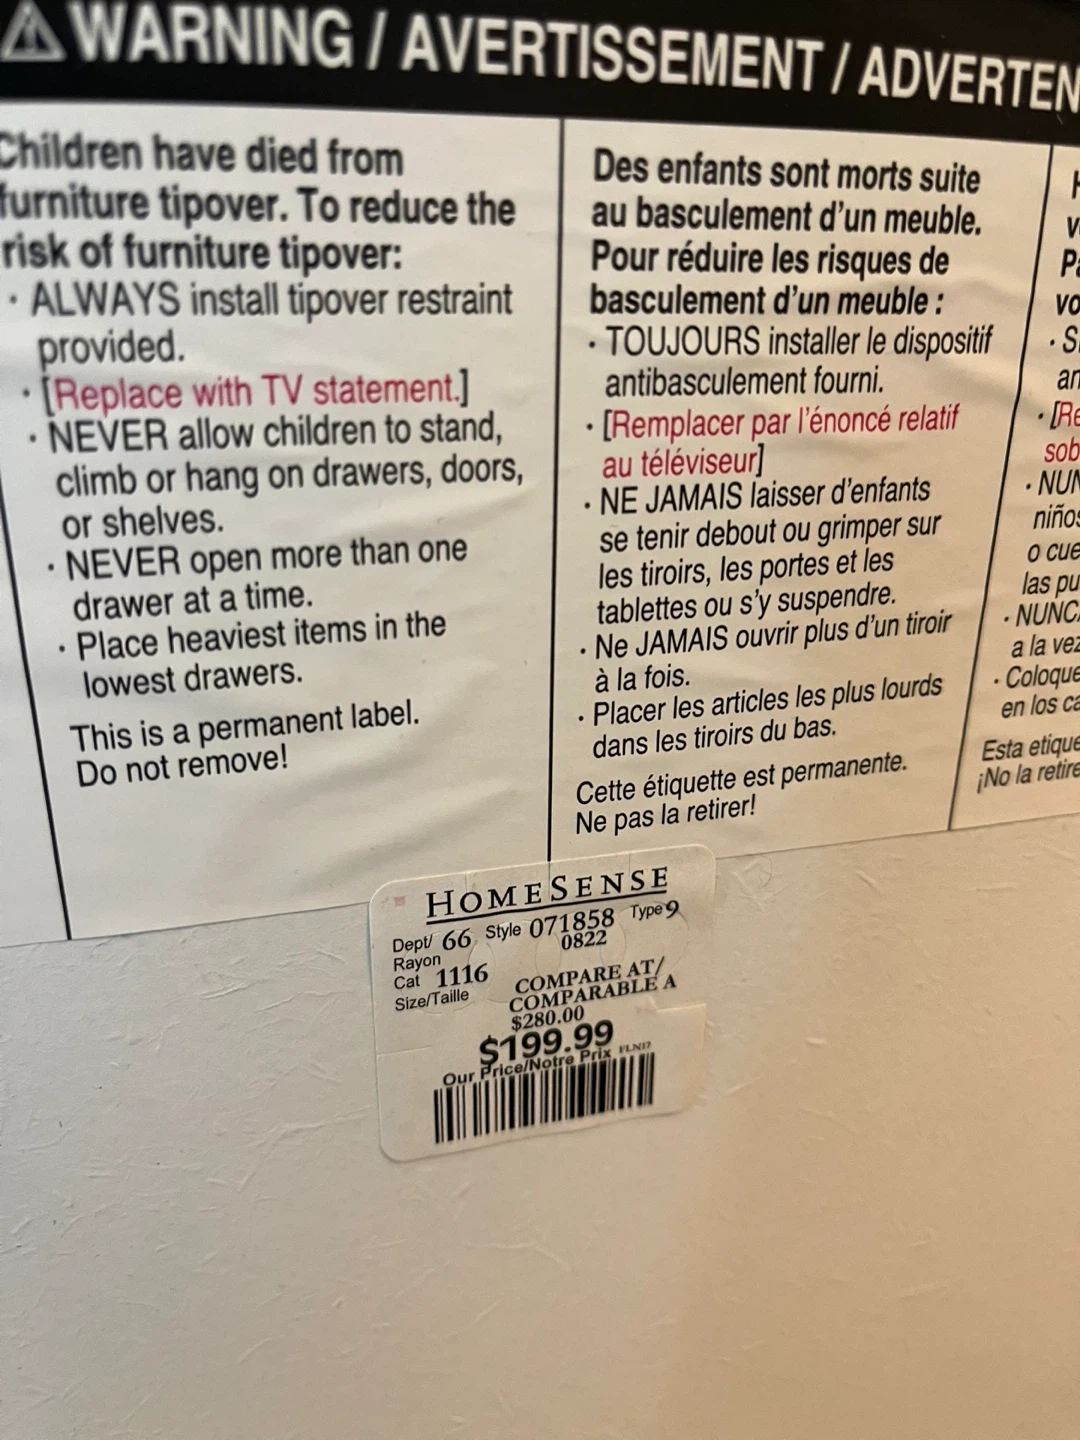 WARNING / AVERTISSEMENT /
Children have died from
furniture tipover. To reduce the
risk of furniture tipover:
· ALWAYS install tipover restraint
provided.
· [Replace with TV statement.]
· NEVER allow children to stand,
climb or hang on drawers, doors,
or shelves.
· NEVER open more than one
drawer at a time.
· Place heaviest items in the
lowest drawers.
This is a permanent label.
Do not remove!
Des enfants sont morts suite
au basculement d'un meuble.
Pour réduire les risques de
basculement d'un meuble :
· TOUJOURS installer le dispositif
antibasculement fourni.
· [Remplacer par l'énoncé relatif
au téléviseur]
· NE JAMAIS laisser d'enfants
se tenir debout ou grimper sur
les tiroirs, les portes et les
tablettes ou s'y suspendre.
· Ne JAMAIS ouvrir plus d'un tiroir
à la fois.
· Placer les articles les plus lourds
dans les tiroirs du bas.
Cette étiquette est permanente.
Ne pas la retirer!
niños
o
las
a la vez
· Coloque
en los
Esta
¡No la retire
HOMESENSE
Dept/ 66 Style 071858 Type 9
Rayon 0822
Cat 1116
Size/Taille
COMPARE AT/
COMPARABLE A
$280.00
$199.99
Our Price/Notre Prix FLN17